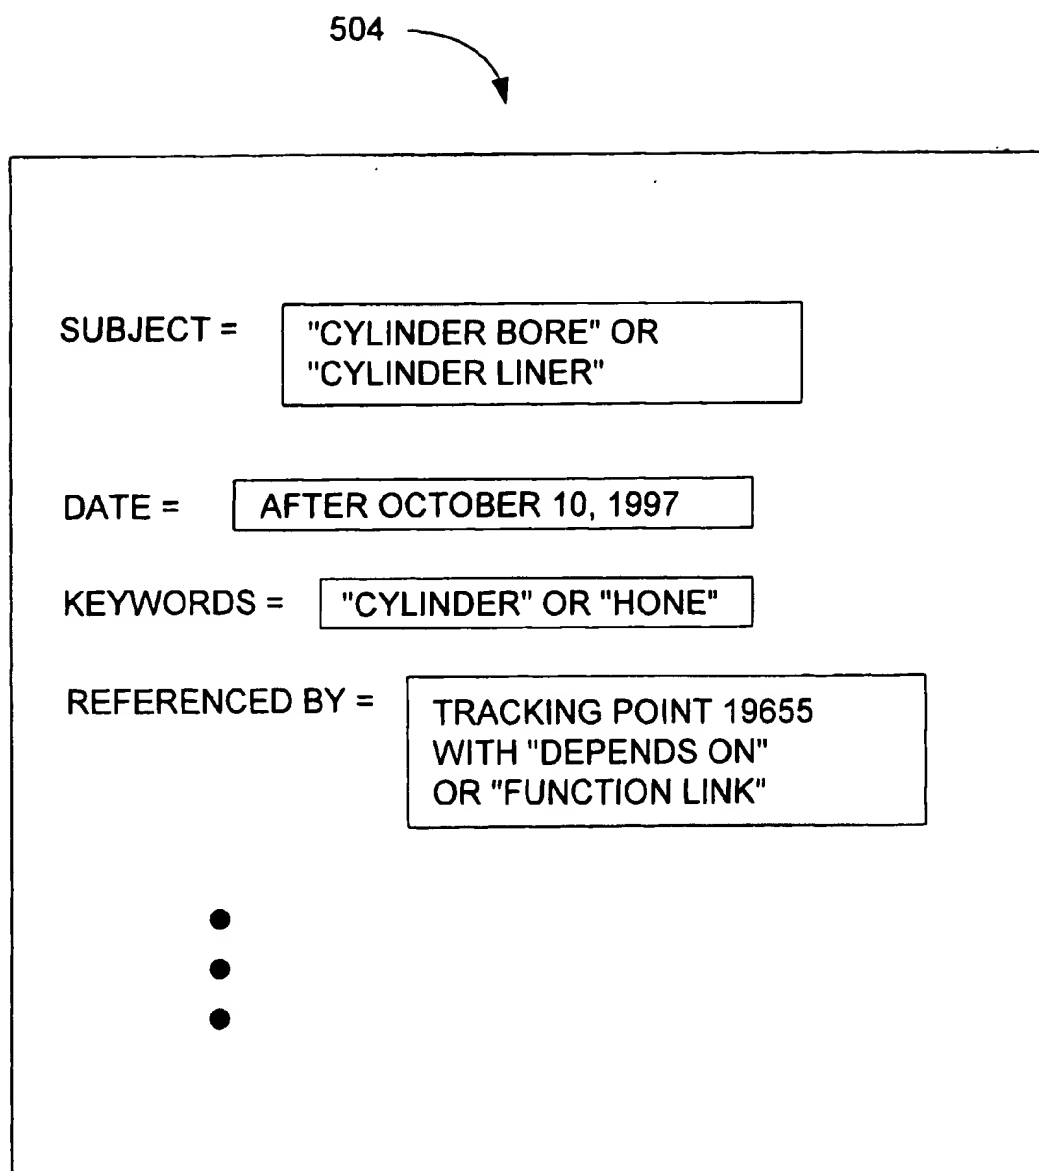 504
SUBJECT = "CYLINDER BORE" OR
"CYLINDER LINER"
DATE = AFTER OCTOBER 10, 1997
KEYWORDS = "CYLINDER" OR "HONE"
REFERENCED BY = TRACKING POINT 19655
WITH "DEPENDS ON"
OR "FUNCTION LINK"